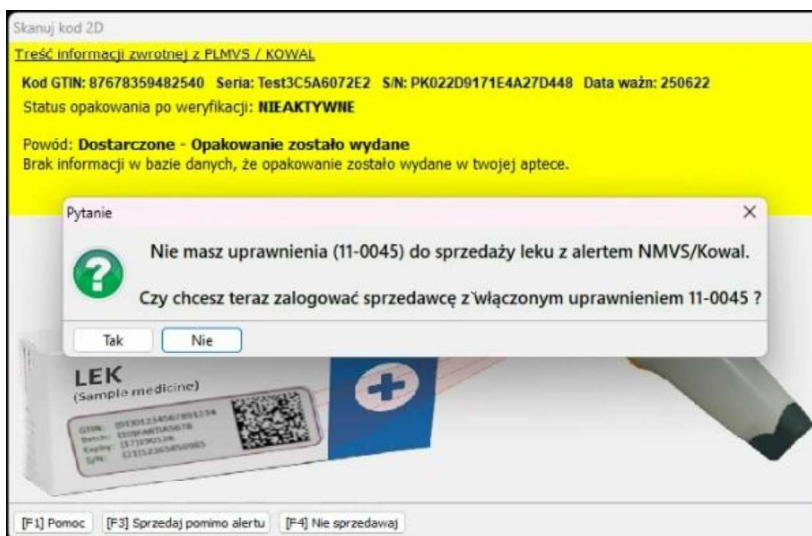 Skanuj kod 2D
Treść informacji zwrotnej z PLMVS / KOWAL
Kod GTIN: 87678359482540 Seria: Test3C5A6072E2 S/N: PK022D9171E4A27D448 Data ważn: 250622
Status opakowania po weryfikacji: NIEAKTYWNE
Powód: Dostarczone - Opakowanie zostało wydane
Brak informacji w bazie danych, że opakowanie zostało wydane w twojej aptece.
Pytanie
Nie masz uprawnienia (11-0045) do sprzedaży leku z alertem NMVS/Kowal.
Czy chcesz teraz zalogować sprzedawcę z włączonym uprawnieniem 11-0045 ?
Tak Nie
LEK
(Sample medicine)
GTIN:
Batch:
Expiry:
S/N:
[F1] Pomoc [F3] Sprzedaj pomimo alertu [F4] Nie sprzedawaj